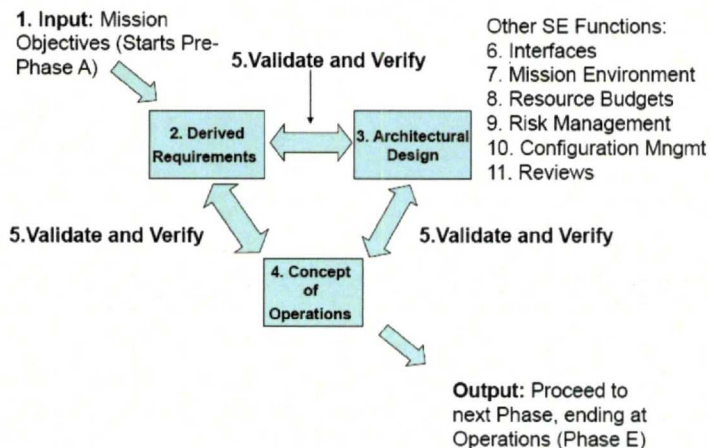 1. Input: Mission
Objectives (Starts Pre-
Phase A)
5.Validate and Verify
Other SE Functions:
6. Interfaces
7. Mission Environment
8. Resource Budgets
9. Risk Management
10. Configuration Mngmt
11. Reviews
2. Derived
Requirements
3. Architectural
Design
5.Validate and Verify
5.Validate and Verify
4. Concept
of
Operations
Output: Proceed to
next Phase, ending at
Operations (Phase E)